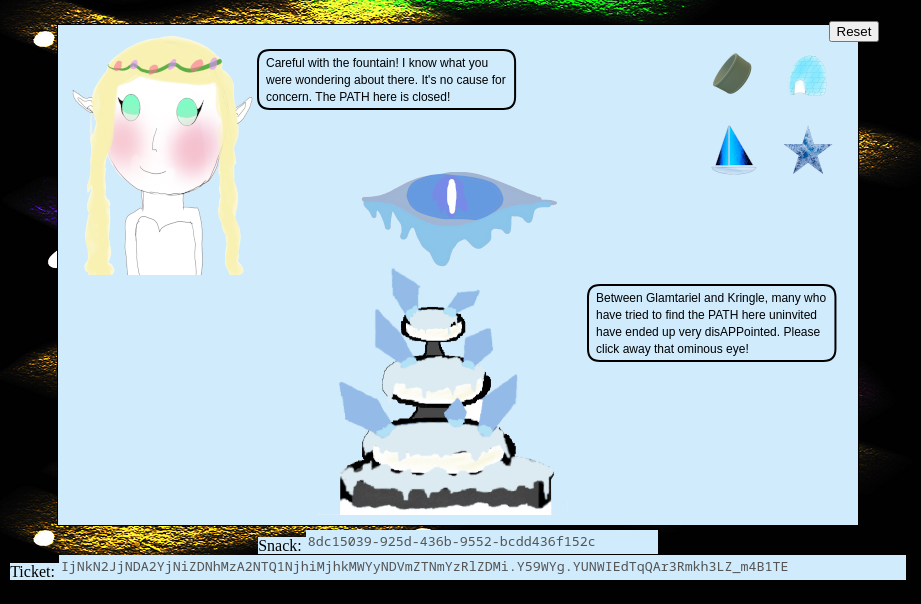 Reset
Careful with the fountain! I know what you
were wondering about there. It's no cause for
concern. The PATH here is closed!
Between Glamtariel and Kringle, many who
have tried to find the PATH here uninvited
have ended up very disAPPointed. Please
click away that ominous eye!
Snack: 8dc15039-925d-436b-9552-bcdd436f152c
Ticket: IjNkN2JjNDA2YjNiZDNhMzA2NTQ1NjhiMjhkMWYyNDVmZTNmYzRlZDMi.Y59WYg.YUNWIEdTqQAr3Rmkh3LZ_m4B1TE